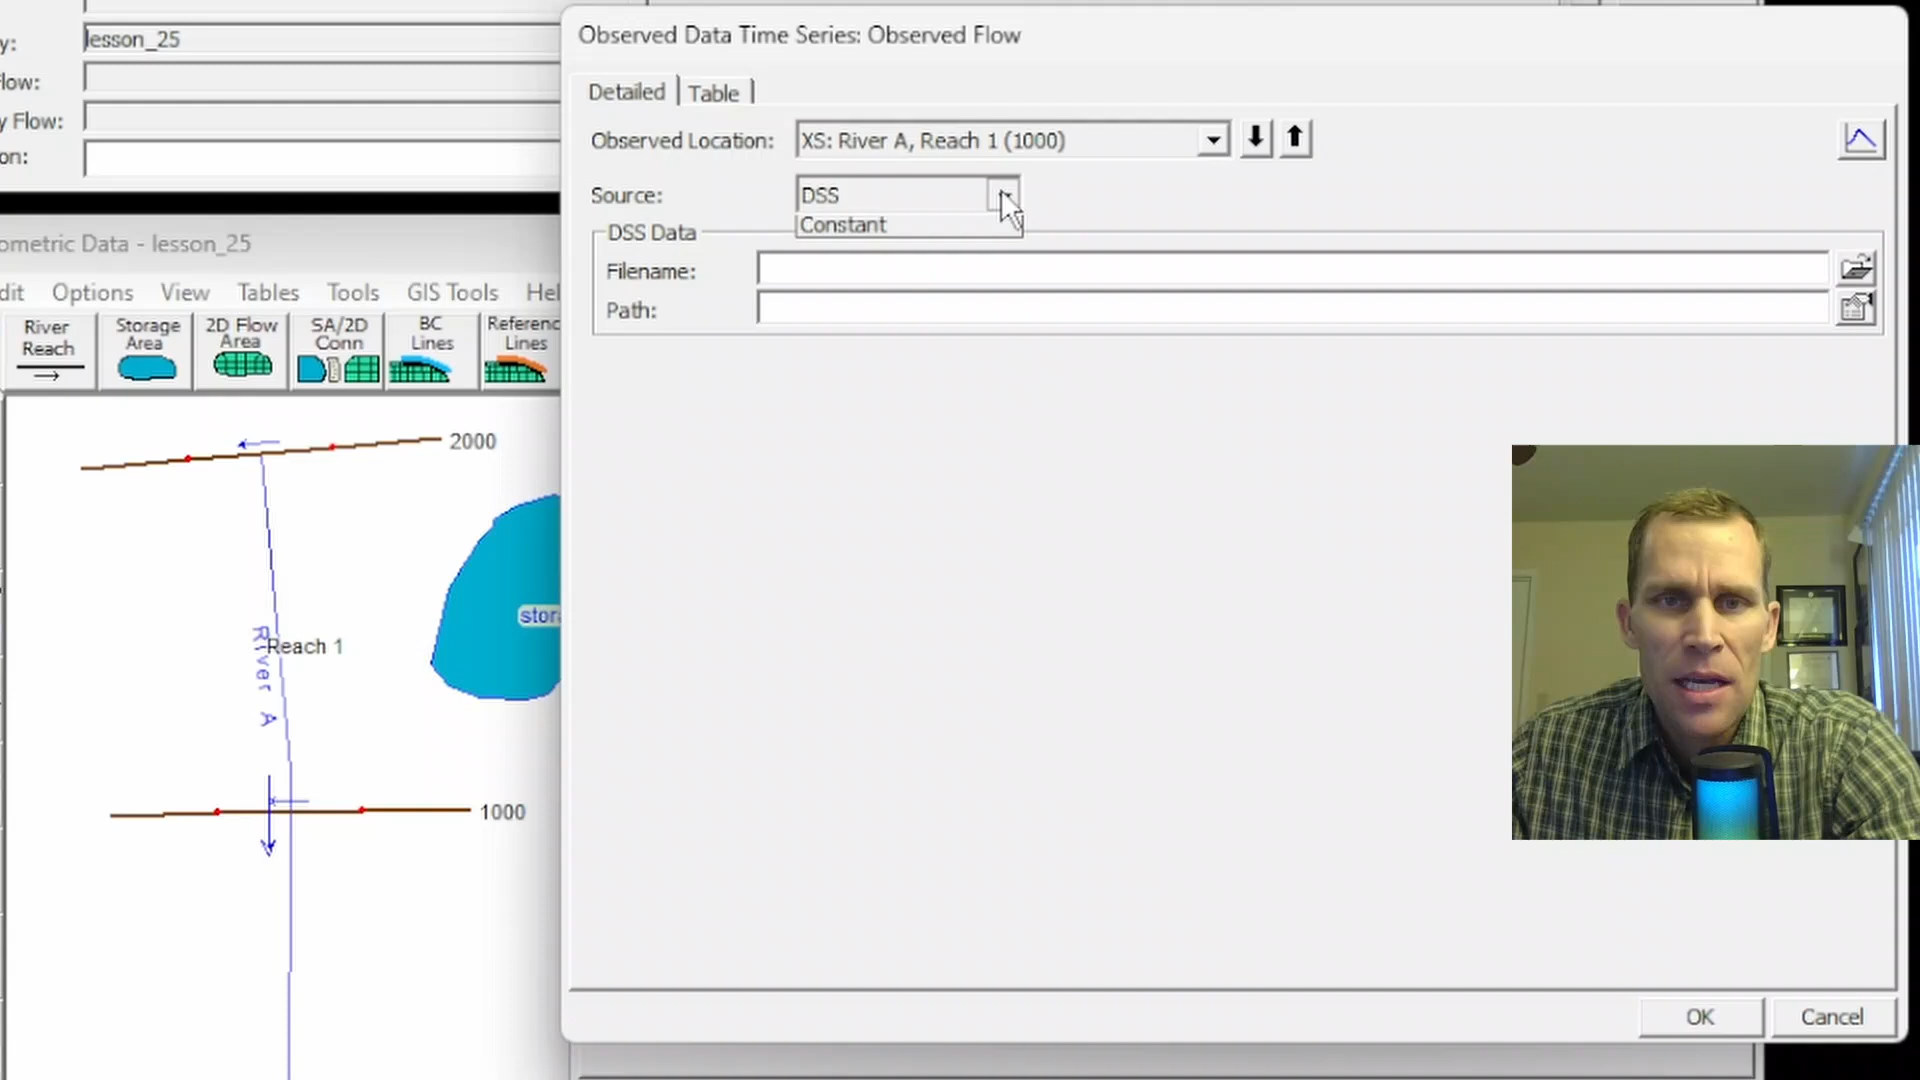 y:
lesson_25
Flow:
y Flow:
on:
ometric Data - lesson_25
dit Options View Tables Tools GIS Tools Hel
River Reach
Storage Area
2D Flow Area
SA/2D Conn
BC Lines
Referenc Lines
2000
River A
Reach 1
stor
1000
Observed Data Time Series: Observed Flow
Detailed Table
Observed Location: XS: River A, Reach 1 (1000)
Source: DSS
Constant
DSS Data
Filename:
Path:
OK Cancel